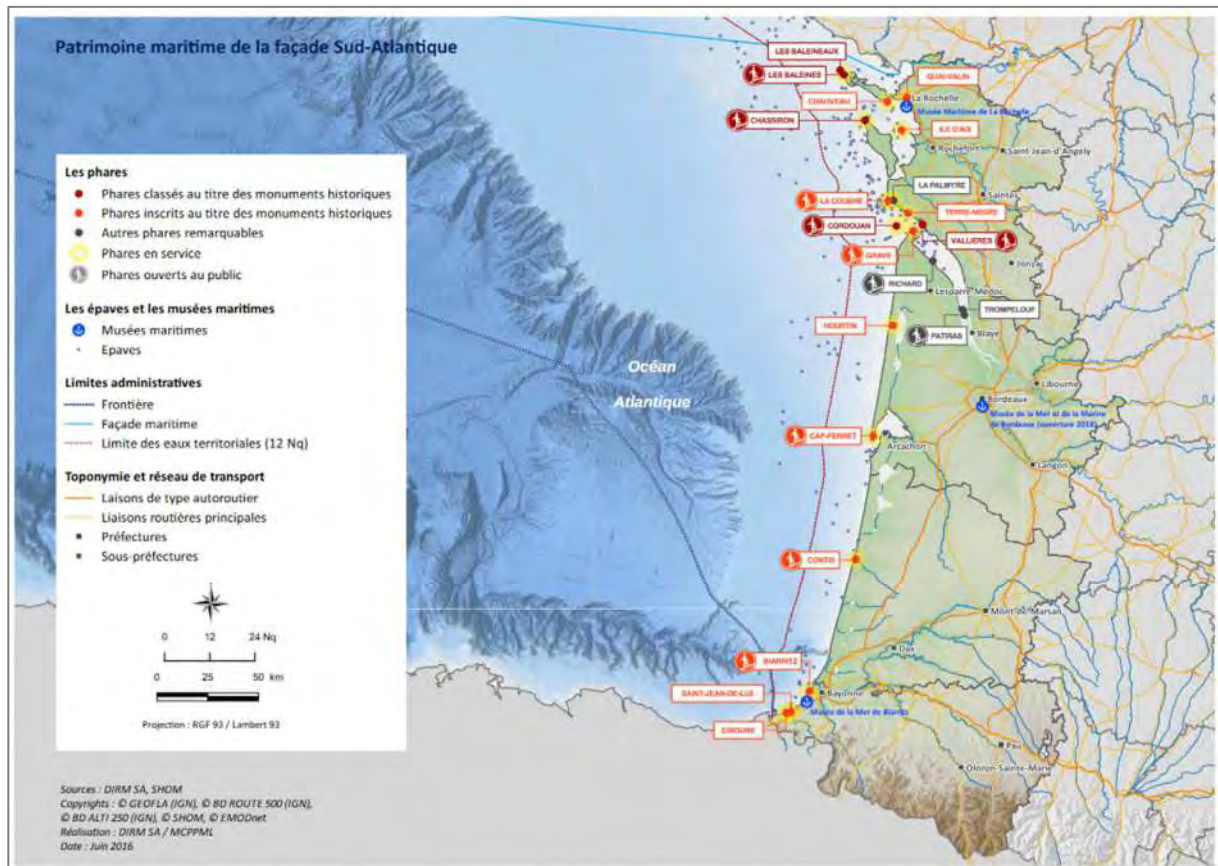 Patrimoine maritime de la façade Sud-Atlantique
Les phares
Phares classés au titre des monuments historiques
Phares inscrits au titre des monuments historiques
Autres phares remarquables
Phares en service
Phares ouverts au public
Les épaves et les musées maritimes
Musées maritimes
Epaves
Limites administratives
Frontière
Façade maritime
Limite des eaux territoriales (12 Nq)
Toponymie et réseau de transport
Laisons de type autoroutier
Liaisons routières principales
Préfectures
Sous-préfectures
0 12 24 Nq
0 25 50 km
Projection : RGF 93 / Lambert 93
Sources : DIRM SA, SHOM
Copyrights : © GEOFLA (IGN), © BD ROUTE 500 (IGN),
© BD ALTI 250 (IGN), © SHOM, © EMODnet
Réalisation : DIRM SA / MCPPML
Date : Juin 2016
Océan
Atlantique
LES BALEINEAUX
LES BALEINES
CHAUVEAU
La Rochelle
Musée Maritime de La Rochelle
CHASSIRON
ILE D'AIX
Rochefort
Saint-Jean-d'Angely
LA PALMYRE
Saintes
LA COUBRE
TERRE-NEGRE
CORDOUAN
VALLIERES
GRAVE
Jonzac
RICHARD
Lesparre-Médoc
TROMPELOUP
HOURTIN
PATIRAS
Blaye
Libourne
Bordeaux
Musée de la Mer et de la Marine
de Bordeaux (ouverture 2018)
CAP-FERRET
Arcachon
Langon
CONTIS
Mont-de-Marsan
Dax
BIARRITZ
Bayonne
SAINT-JEAN-DE-LUZ
Musée de la Mer de Biarritz
CIBOURE
Pau
Oloron-Sainte-Marie